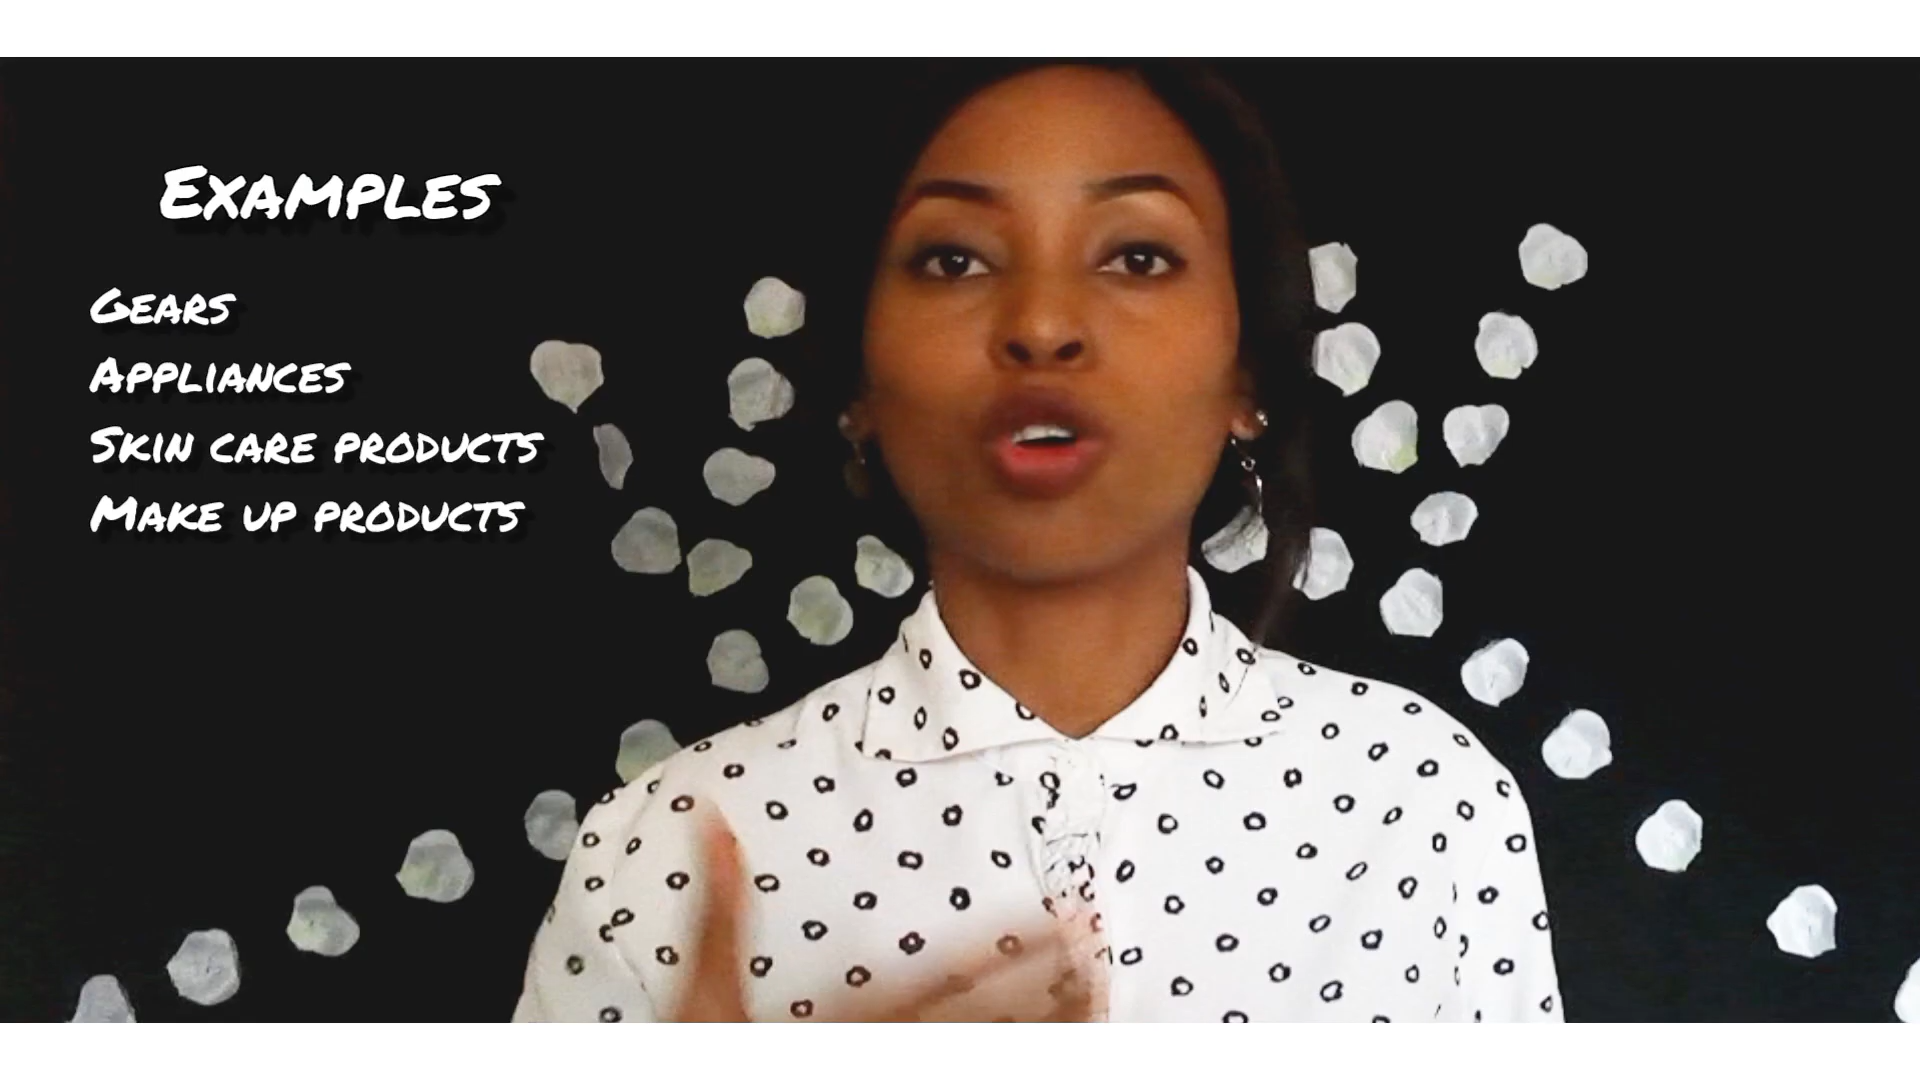 Examples
Gears
Appliances
Skin care products
Make up products